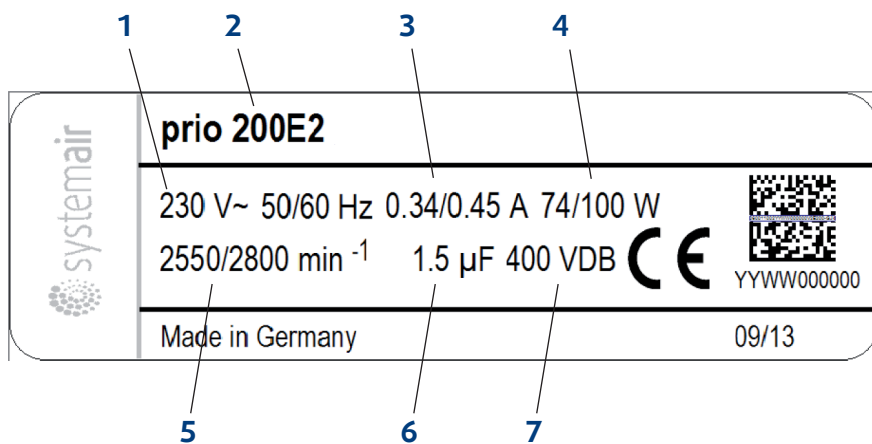 1 2 3 4
systemair
prio 200E2
230 V~ 50/60 Hz 0.34/0.45 A 74/100 W
2550/2800 min -1 1.5 µF 400 VDB CE
YYWW000000
Made in Germany 09/13
5 6 7